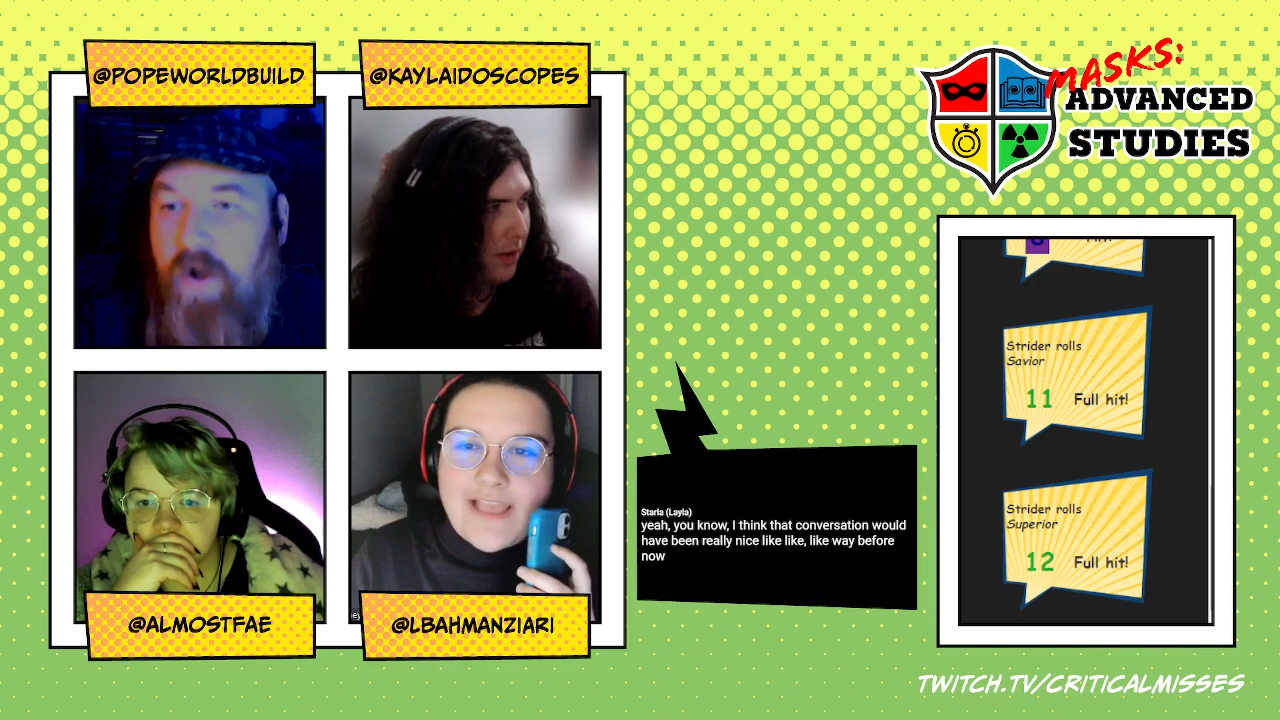 @POPEWORLDBUILD
@KAYLAIDOSCOPES
@ALMOSTFAE
@LBAHMANZIARI
Starla (Layla)
yeah, you know, I think that conversation would
have been really nice like like, like way before
now
MASKS:
ADVANCED
STUDIES
Strider rolls
Savior
11 Full hit!
Strider rolls
Superior
12 Full hit!
TWITCH.TV/CRITICALMISSES